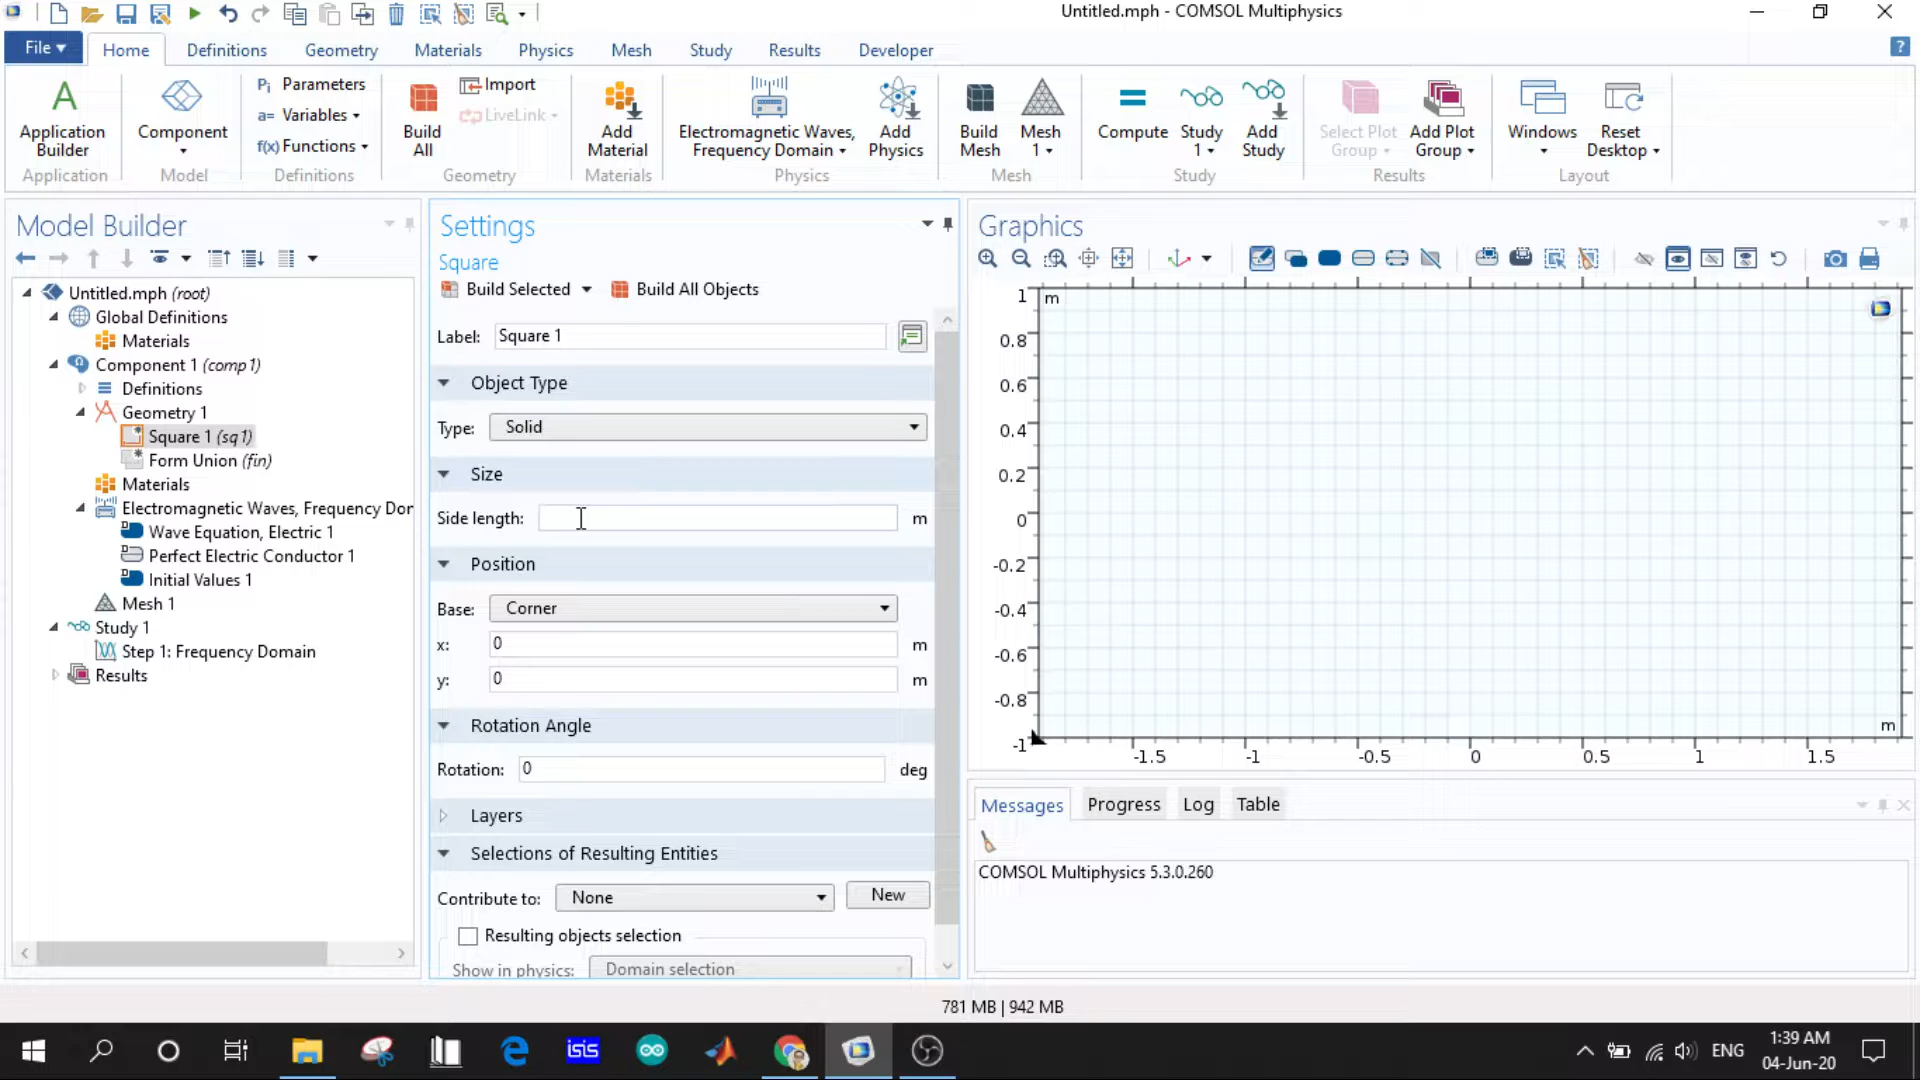 Untitled.mph - COMSOL Multiphysics
File Home Definitions Geometry Materials Physics Mesh Study Results Developer
Application Builder
Application
Component
Model
Pi Parameters
a= Variables
f(x) Functions
Definitions
Build All
Import
LiveLink
Geometry
Add Material
Materials
Electromagnetic Waves, Frequency Domain
Add Physics
Physics
Build Mesh
Mesh 1
Mesh
Compute
Study 1
Add Study
Study
Select Plot Group
Add Plot Group
Results
Windows
Reset Desktop
Layout
Model Builder
Untitled.mph (root)
Global Definitions
Materials
Component 1 (comp1)
Definitions
Geometry 1
Square 1 (sq1)
Form Union (fin)
Materials
Electromagnetic Waves, Frequency Dor
Wave Equation, Electric 1
Perfect Electric Conductor 1
Initial Values 1
Mesh 1
Study 1
Step 1: Frequency Domain
Results
Settings
Square
Build Selected Build All Objects
Label: Square 1
Object Type
Type: Solid
Size
Side length: m
Position
Base: Corner
x: 0 m
y: 0 m
Rotation Angle
Rotation: 0 deg
Layers
Selections of Resulting Entities
Contribute to: None New
Resulting objects selection
Show in physics: Domain selection
Graphics
1 m
0.8
0.6
0.4
0.2
0
-0.2
-0.4
-0.6
-0.8
m
-1
-1.5 -1 -0.5 0 0.5 1 1.5
Messages Progress Log Table
COMSOL Multiphysics 5.3.0.260
781 MB | 942 MB
isis
ENG
1:39 AM
04-Jun-20